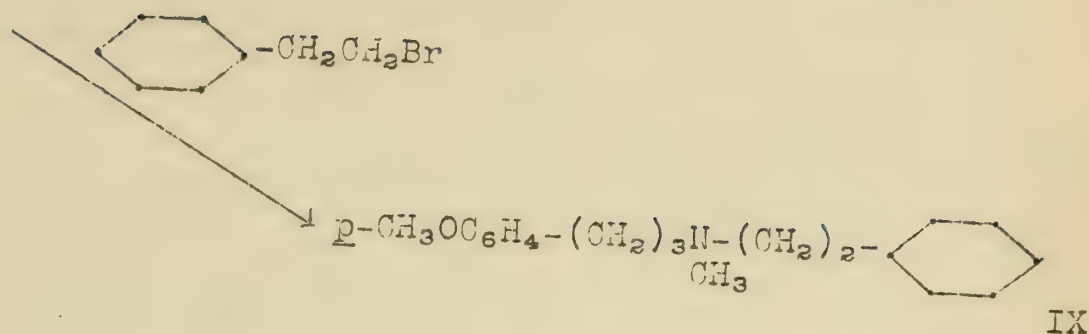 -CH₂CH₂Br
p-CH₃OC₆H₄-(CH₂)₃N-(CH₂)₂-
CH₃
IX